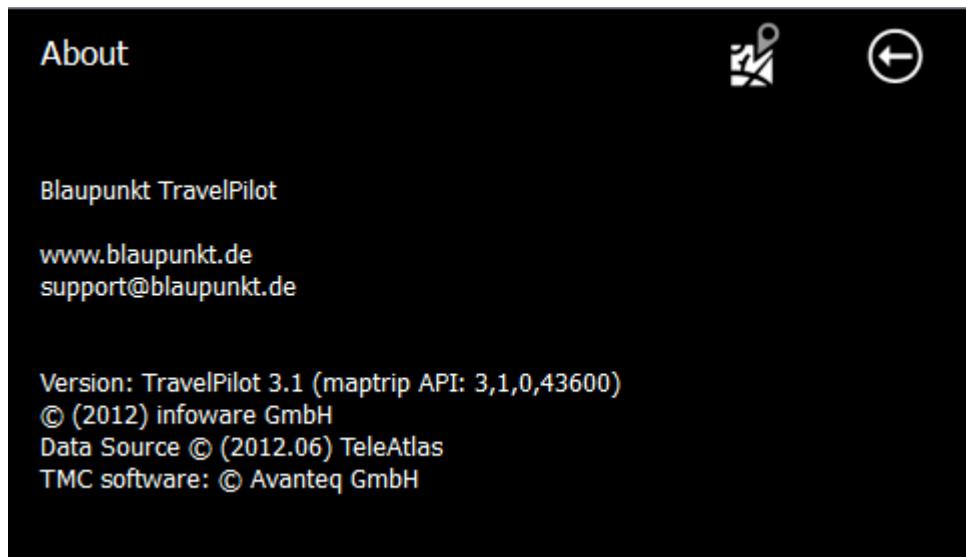 About
Blaupunkt TravelPilot
www.blaupunkt.de
support@blaupunkt.de
Version: TravelPilot 3.1 (maptrip API: 3,1,0,43600)
© (2012) infoware GmbH
Data Source © (2012.06) TeleAtlas
TMC software: © Avanteq GmbH